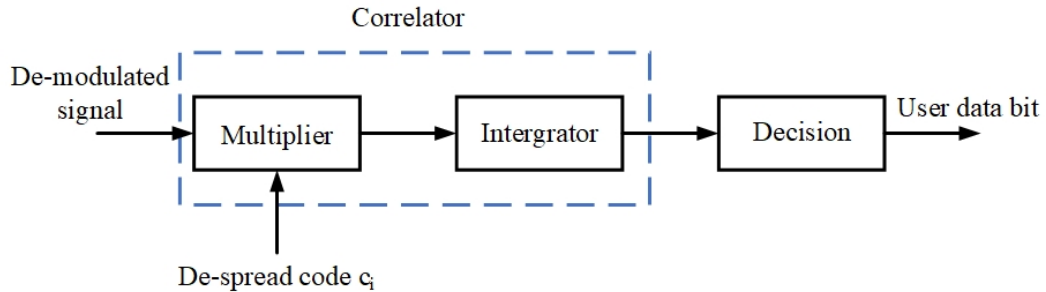 Correlator
De-modulated
signal
Multiplier
Intergrator
Decision
User data bit
De-spread code cᵢ